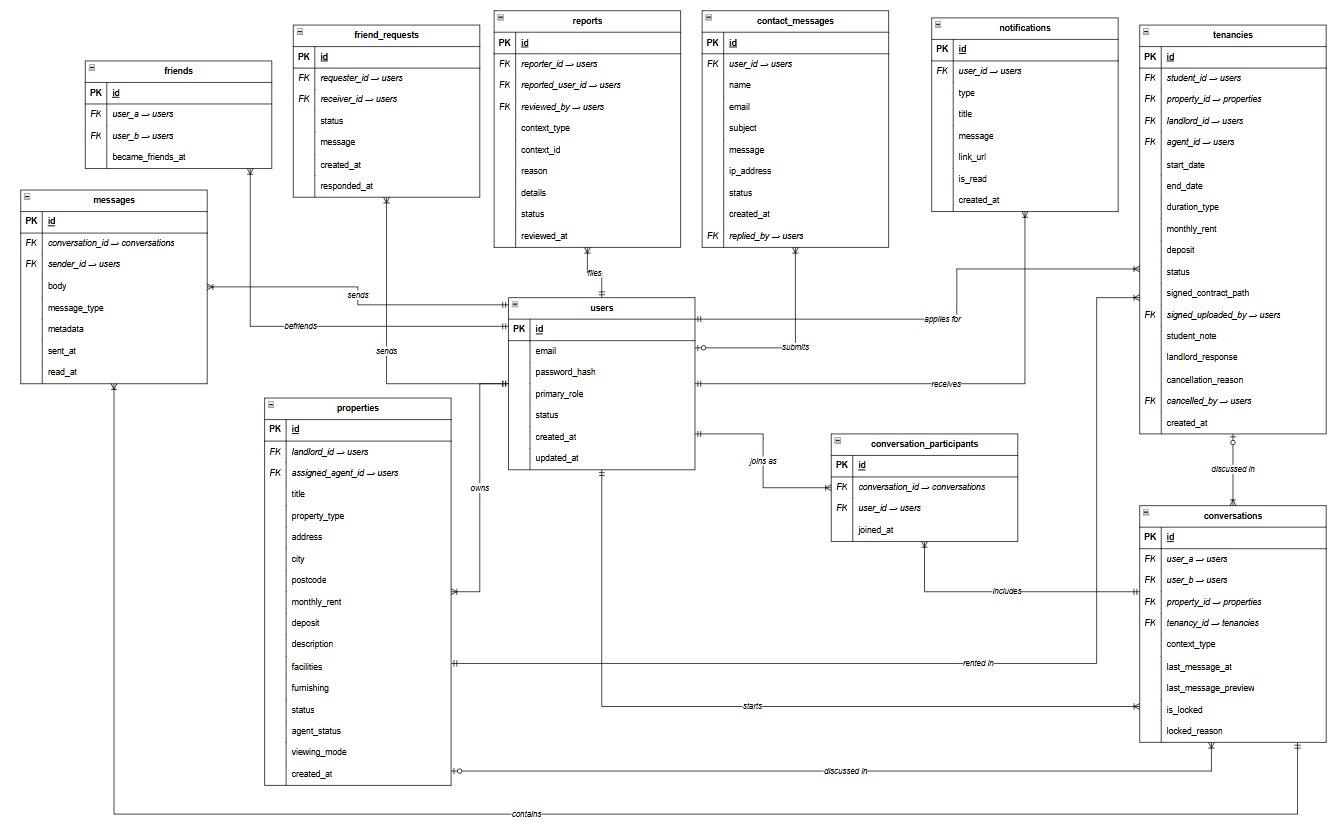 friends
PK id
FK user_a → users
FK user_b → users
became_friends_at
friend_requests
PK id
FK requester_id → users
FK receiver_id → users
status
message
created_at
responded_at
reports
PK id
FK reporter_id → users
FK reported_user_id → users
FK reviewed_by → users
context_type
context_id
reason
details
status
reviewed_at
contact_messages
PK id
FK user_id → users
name
email
subject
message
ip_address
status
created_at
FK replied_by → users
notifications
PK id
FK user_id → users
type
title
message
link_url
is_read
created_at
tenancies
PK id
FK student_id → users
FK property_id → properties
FK landlord_id → users
FK agent_id → users
start_date
end_date
duration_type
monthly_rent
deposit
status
signed_contract_path
FK signed_uploaded_by → users
student_note
landlord_response
cancellation_reason
FK cancelled_by → users
created_at
messages
PK id
FK conversation_id → conversations
FK sender_id → users
body
message_type
metadata
sent_at
read_at
users
PK id
email
password_hash
primary_role
status
created_at
updated_at
properties
PK id
FK landlord_id → users
FK assigned_agent_id → users
title
property_type
address
city
postcode
monthly_rent
deposit
description
facilities
furnishing
status
agent_status
viewing_mode
created_at
conversation_participants
PK id
FK conversation_id → conversations
FK user_id → users
joined_at
conversations
PK id
FK user_a → users
FK user_b → users
FK property_id → properties
FK tenancy_id → tenancies
context_type
last_message_at
last_message_preview
is_locked
locked_reason
files
sends
befriends
sends
applies for
submits
receives
joins as
owns
discussed in
includes
rented in
starts
discussed in
contains